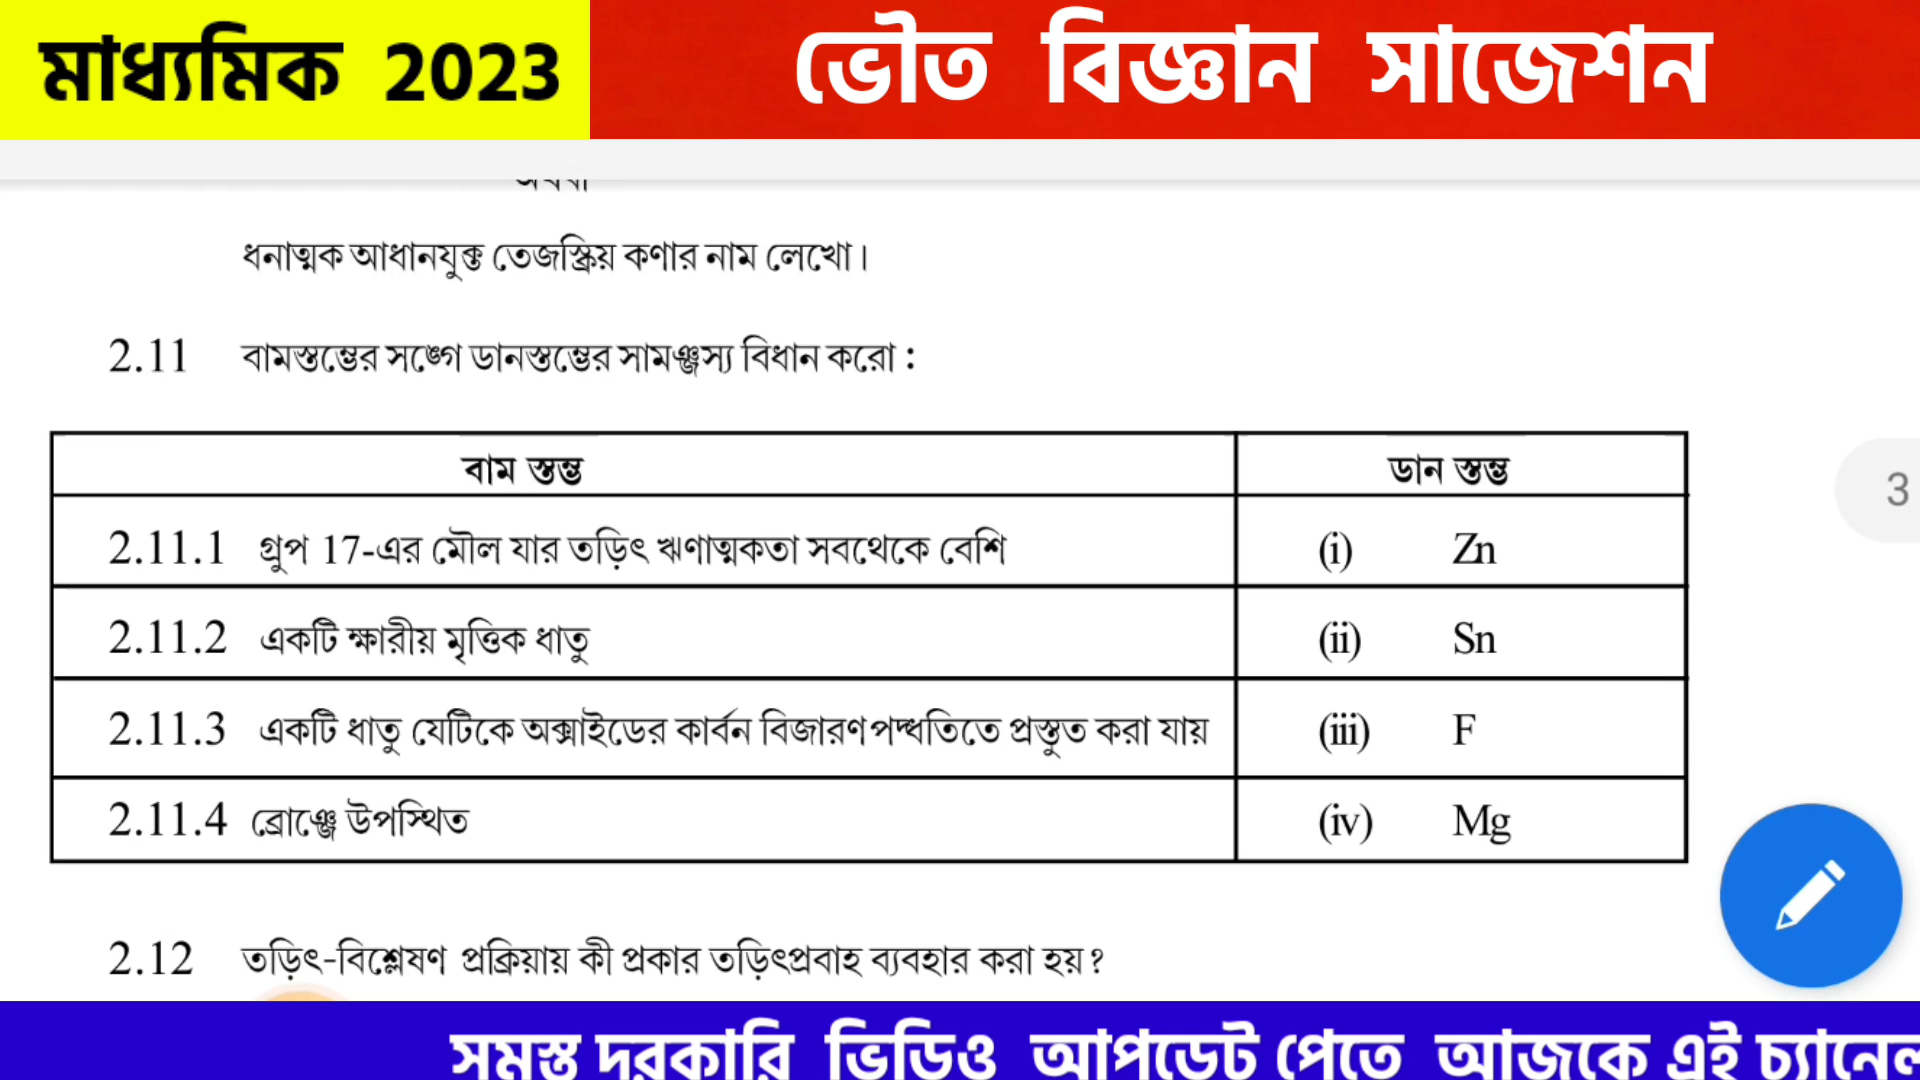 মাধ্যমিক 2023 ভৌত বিজ্ঞান সাজেশন
ধনাত্মক আধানযুক্ত তেজস্ক্রিয় কণার নাম লেখো।
2.11 বামস্তম্ভের সঙ্গে ডানস্তম্ভের সামঞ্জস্য বিধান করো :
বাম স্তম্ভ ডান স্তম্ভ
3
2.11.1 গ্রুপ 17-এর মৌল যার তড়িৎ ঋণাত্মকতা সবথেকে বেশি (i) Zn
2.11.2 একটি ক্ষারীয় মৃত্তিক ধাতু (ii) Sn
2.11.3 একটি ধাতু যেটিকে অক্সাইডের কার্বন বিজারণ পদ্ধতিতে প্রস্তুত করা যায় (iii) F
2.11.4 ব্রোঞ্জে উপস্থিত (iv) Mg
2.12 তড়িৎ-বিশ্লেষণ প্রক্রিয়ায় কী প্রকার তড়িৎপ্রবাহ ব্যবহার করা হয়?
সমস্ত দরকারি ভিডিও আপডেট পেতে আজকে এই